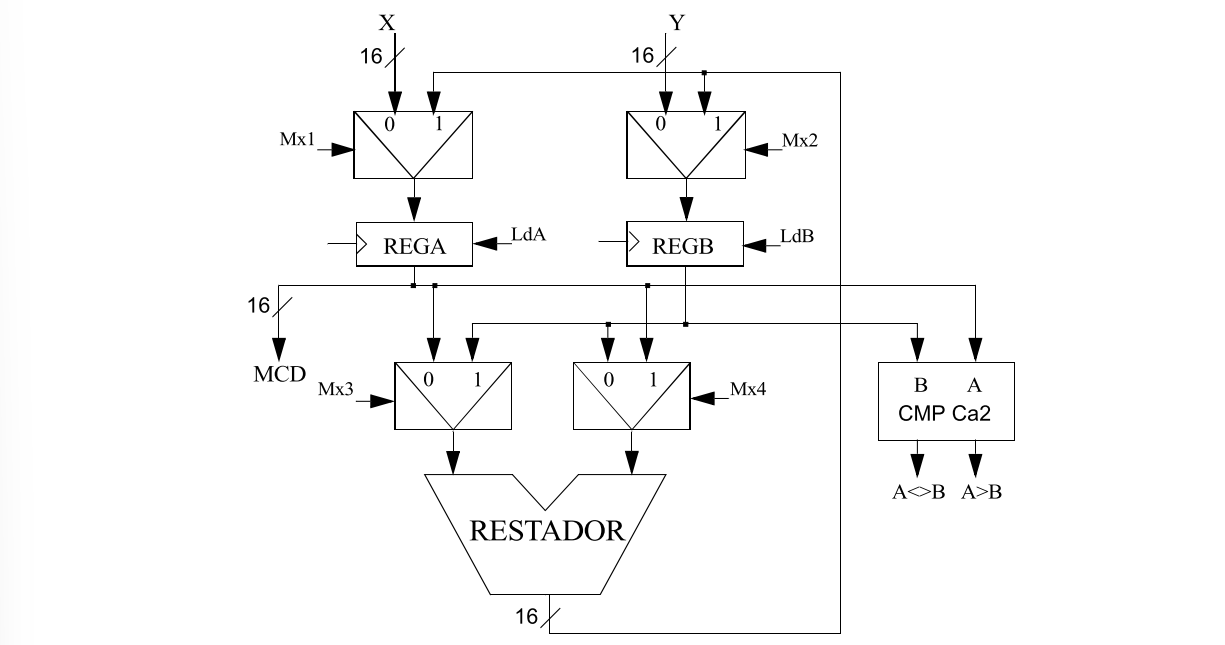 X
Y
16
16
0 1
0 1
Mx1
Mx2
REGA
LdA
REGB
LdB
16
MCD
Mx3
0 1
0 1
Mx4
B A
CMP Ca2
A<>B A>B
RESTADOR
16